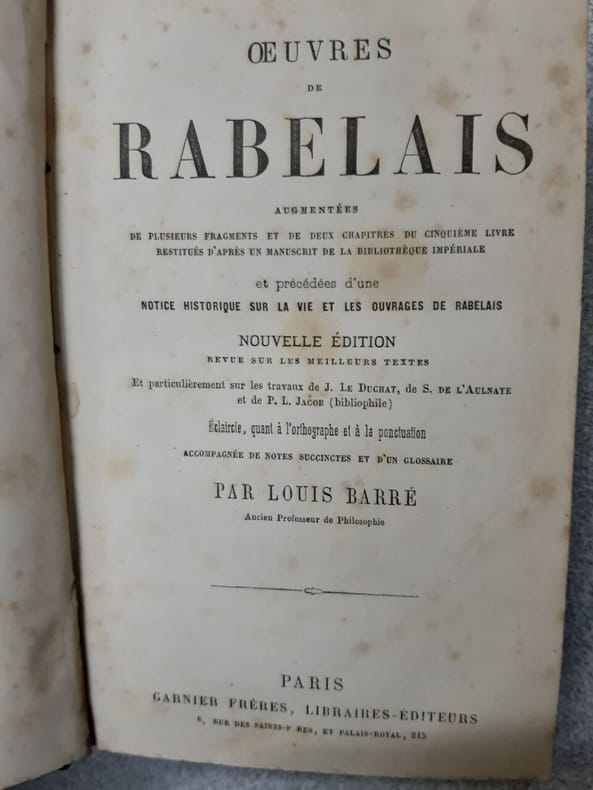 ŒUVRES
DE
RABELAIS
AUGMENTÉES
DE PLUSIEURS FRAGMENTS ET DE DEUX CHAPITRES DU CINQUIÈME LIVRE
RESTITUÉS D'APRÈS UN MANUSCRIT DE LA BIBLIOTHÈQUE IMPÉRIALE
et précédées d'une
NOTICE HISTORIQUE SUR LA VIE ET LES OUVRAGES DE RABELAIS
NOUVELLE ÉDITION
REVUE SUR LES MEILLEURS TEXTES
Et particulièrement sur les travaux de J. LE DUCHAT, de S. DE L'AULNAYE
et de P. L. JACOB (bibliophile)
Éclaircie, quant à l'orthographe et à la ponctuation
ACCOMPAGNÉE DE NOTES SUCCINCTES ET D'UN GLOSSAIRE
PAR LOUIS BARRÉ
Ancien Professeur de Philosophie
PARIS
GARNIER FRÈRES, LIBRAIRES-ÉDITEURS
6, RUE DES SAINTS-P RES, ET PALAIS-ROYAL, 215